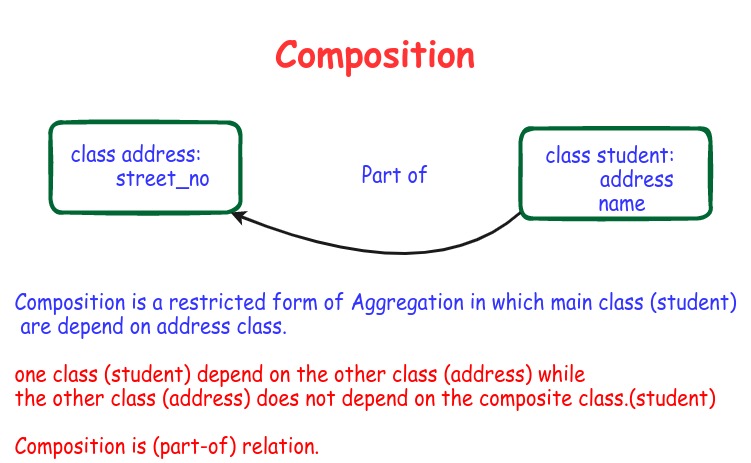 Composition
class address:
street_no
Part of
class student:
address
name
Composition is a restricted form of Aggregation in which main class (student)
are depend on address class.
one class (student) depend on the other class (address) while
the other class (address) does not depend on the composite class.(student)
Composition is (part-of) relation.